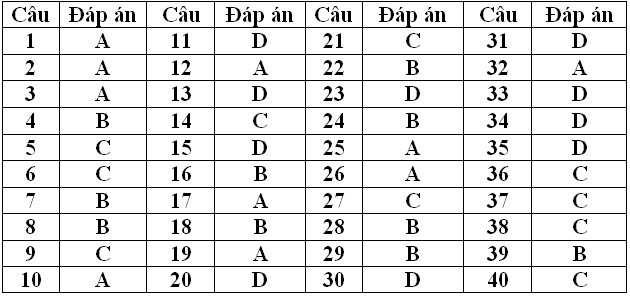 Câu Đáp án Câu Đáp án Câu Đáp án Câu Đáp án
1 A 11 D 21 C 31 D
2 A 12 A 22 B 32 A
3 A 13 D 23 D 33 D
4 B 14 C 24 B 34 D
5 C 15 D 25 A 35 D
6 C 16 B 26 A 36 C
7 B 17 A 27 C 37 C
8 B 18 B 28 B 38 C
9 C 19 A 29 B 39 B
10 A 20 D 30 D 40 C